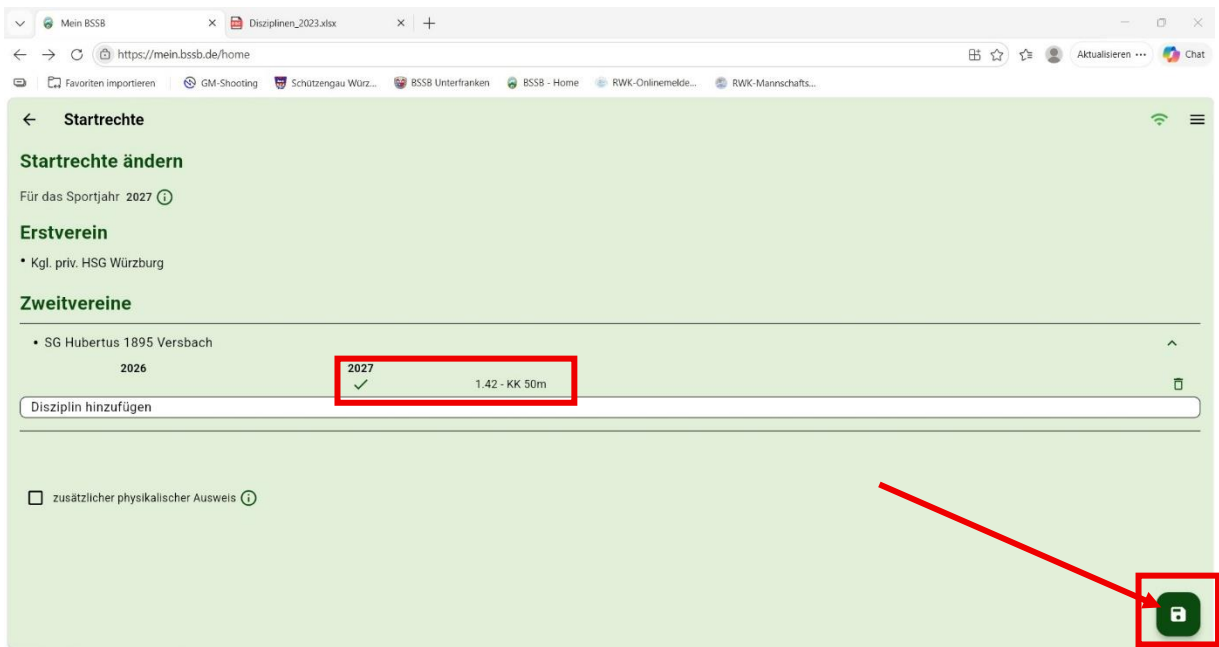 Mein BSSB
Disziplinen_2023.xlsx
https://mein.bssb.de/home
Aktualisieren
Chat
Favoriten importieren
GM-Shooting
Schützengau Würz...
BSSB Unterfranken
BSSB - Home
RWK-Onlinemelde...
RWK-Mannschafts...
Startrechte
Startrechte ändern
Für das Sportjahr 2027
Erstverein
• Kgl. priv. HSG Würzburg
Zweitvereine
• SG Hubertus 1895 Versbach
2026 2027
1.42 - KK 50m
Disziplin hinzufügen
zusätzlicher physikalischer Ausweis